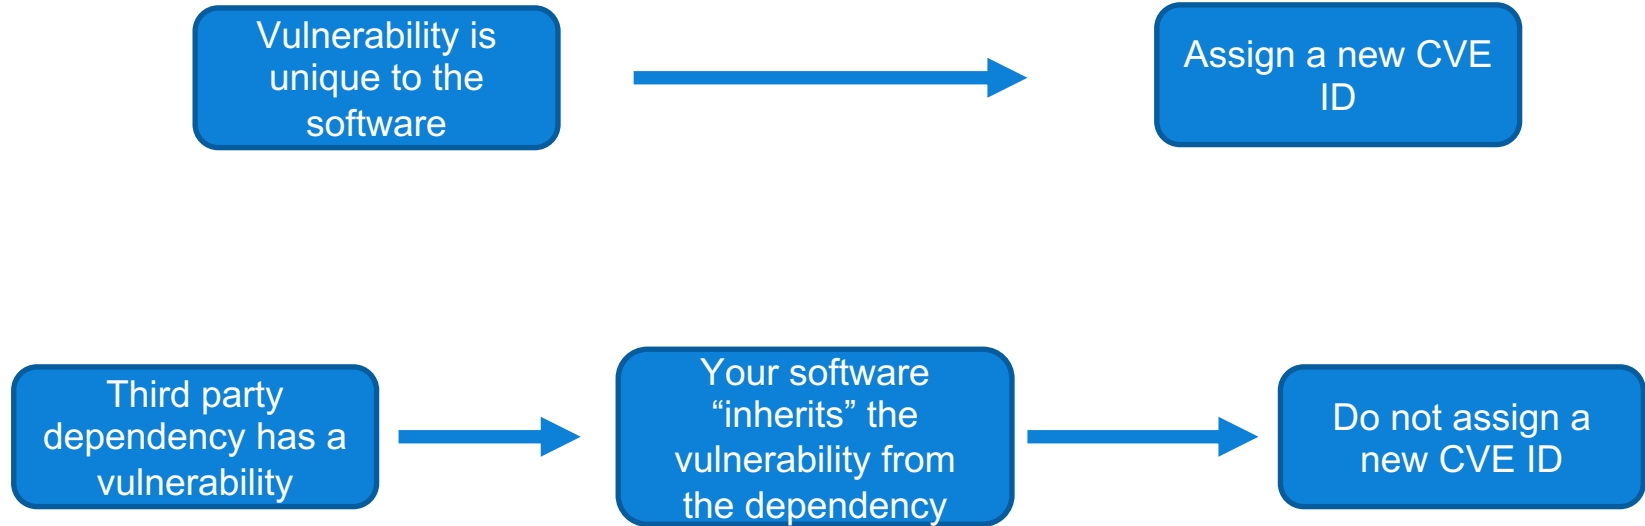 Vulnerability is
unique to the
software
Assign a new CVE
ID
Third party
dependency has a
vulnerability
Your software
“inherits” the
vulnerability from
the dependency
Do not assign a
new CVE ID